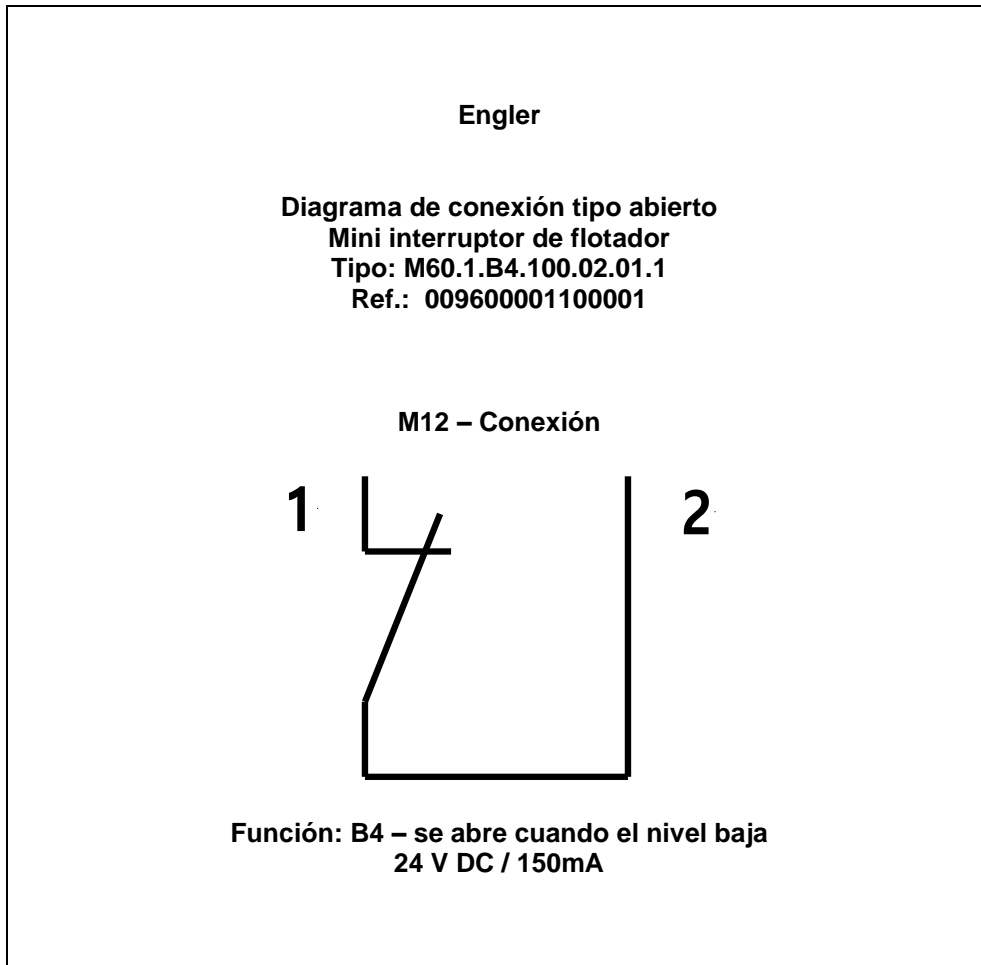 Engler
Diagrama de conexión tipo abierto
Mini interruptor de flotador
Tipo: M60.1.B4.100.02.01.1
Ref.: 009600001100001
M12 – Conexión
1 2
Función: B4 – se abre cuando el nivel baja
24 V DC / 150mA